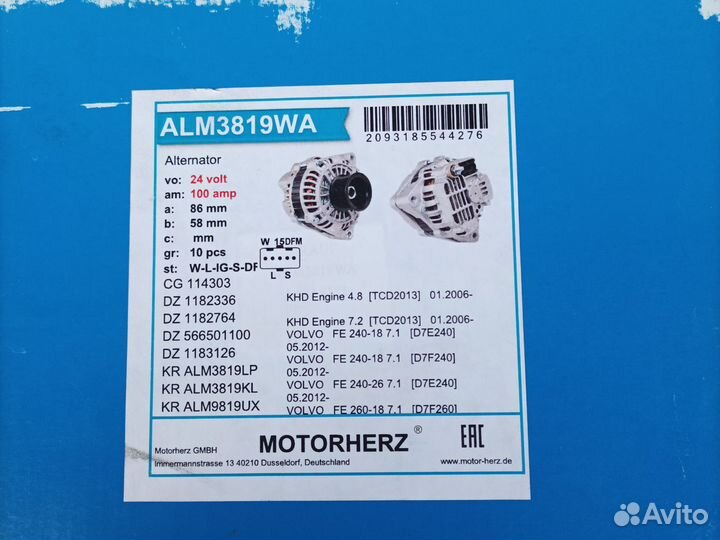 ALM3819WA
2093185544276
Alternator
vo: 24 volt
am: 100 amp
a: 86 mm
b: 58 mm
c: mm
gr: 10 pcs
st: W-L-IG-S-DF
W 15DFM
L S
CG 114303
DZ 1182336
DZ 1182764
DZ 566501100
DZ 1183126
KR ALM3819LP
KR ALM3819KL
KR ALM9819UX
KHD Engine 4.8 [TCD2013] 01.2006-
KHD Engine 7.2 [TCD2013] 01.2006-
VOLVO FE 240-18 7.1 [D7E240]
05.2012-
VOLVO FE 240-18 7.1 [D7F240]
05.2012-
VOLVO FE 240-26 7.1 [D7E240]
05.2012-
VOLVO FE 260-18 7.1 [D7F260]
Motorherz GMBH
Immermannstrasse 13 40210 Dusseldorf, Deutschland
MOTORHERZ ®
EAC
www.motor-herz.de
Avito